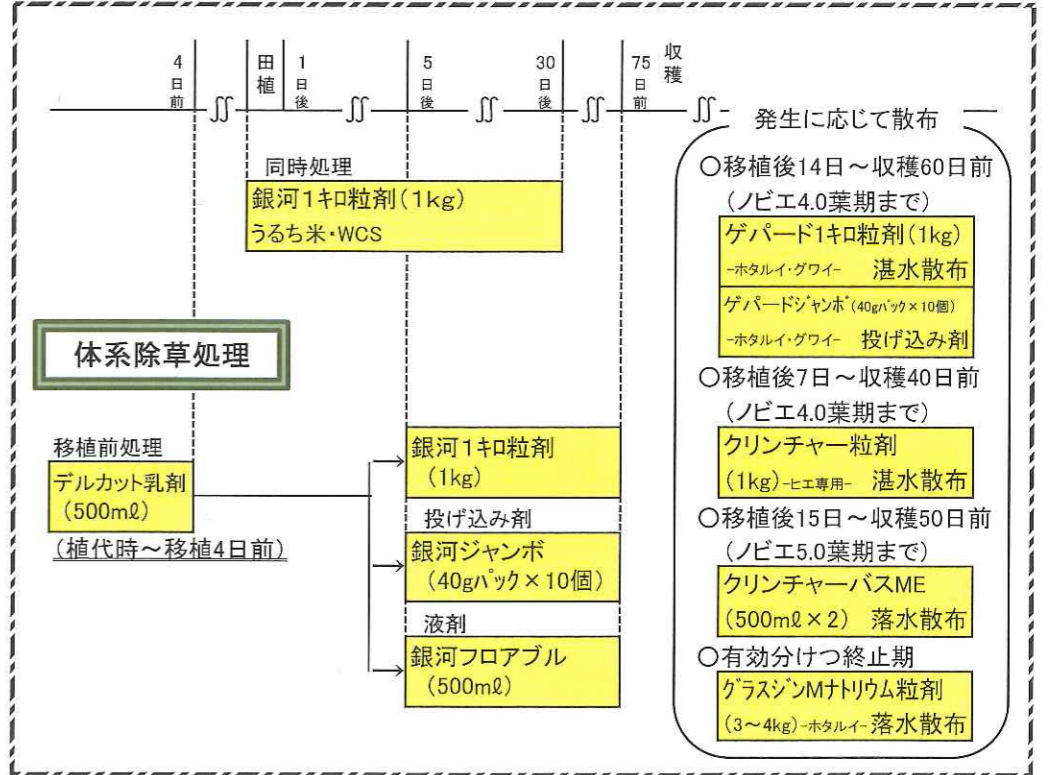 4日前
田植
1日後
5日後
30日後
75日前
収穫
同時処理
銀河1キロ粒剤(1kg)
うるち米・WCS
体系除草処理
移植前処理
デルカット乳剤
(500mℓ)
(植代時～移植4日前)
銀河1キロ粒剤
(1kg)
投げ込み剤
銀河ジャンボ
(40gパック×10個)
液剤
銀河フロアブル
(500mℓ)
発生に応じて散布
○移植後14日～収穫60日前
(ノビエ4.0葉期まで)
ゲパード1キロ粒剤(1kg)
-ホタルイ・グワイ- 湛水散布
ゲパードジャンボ(40gパック×10個)
-ホタルイ・グワイ- 投げ込み剤
○移植後7日～収穫40日前
(ノビエ4.0葉期まで)
クリンチャー粒剤
(1kg)-ヒエ専用- 湛水散布
○移植後15日～収穫50日前
(ノビエ5.0葉期まで)
クリンチャーバスME
(500mℓ×2) 落水散布
○有効分けつ終止期
グラスジンMナトリウム粒剤
(3～4kg)-ホタルイ-落水散布